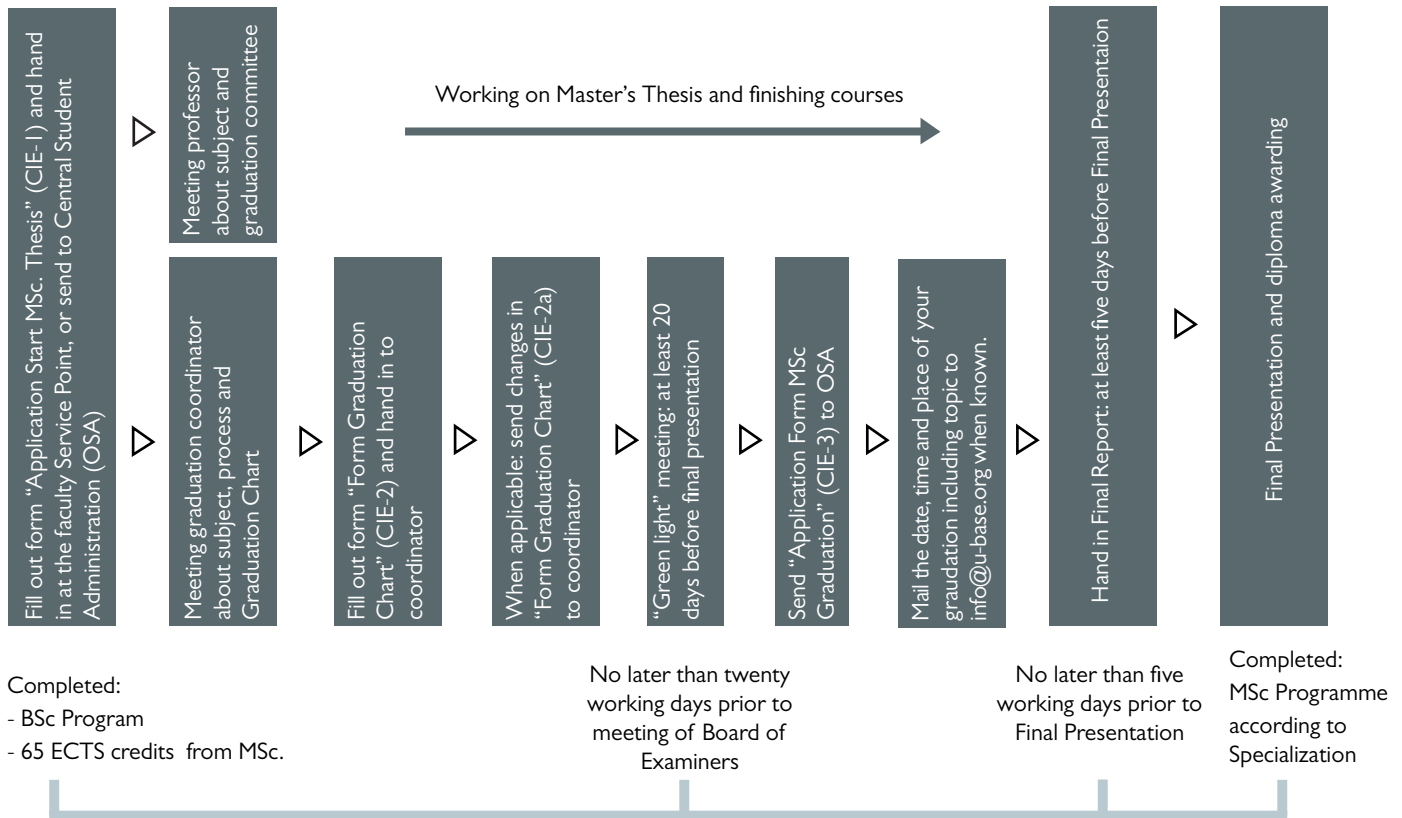 Fill out form “Application Start MSc. Thesis” (CIE-1) and hand
in at the faculty Service Point, or send to Central Student
Administration (OSA)
Meeting professor
about subject and
graduation committee
Working on Master’s Thesis and finishing courses
Meeting graduation coordinator
about subject, process and
Graduation Chart
Fill out form “Form Graduation
Chart” (CIE-2) and hand in to
coordinator
When applicable: send changes in
“Form Graduation Chart” (CIE-2a)
to coordinator
“Green light” meeting: at least 20
days before final presentation
Send “Application Form MSc
Graduation” (CIE-3) to OSA
Mail the date, time and place of your
graudation including topic to
info@u-base.org when known.
Hand in Final Report: at least five days before Final Presentaion
Final Presentation and diploma awarding
Completed:
- BSc Program
- 65 ECTS credits from MSc.
No later than twenty
working days prior to
meeting of Board of
Examiners
No later than five
working days prior to
Final Presentation
Completed:
MSc Programme
according to
Specialization